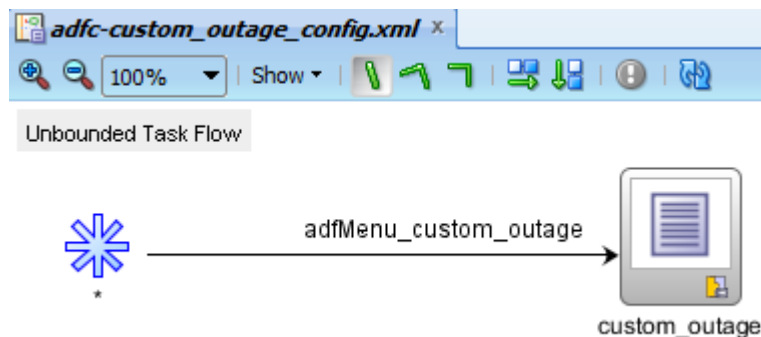 adfc-custom_outage_config.xml x
100% Show
Unbounded Task Flow
adfMenu_custom_outage
*
custom_outage